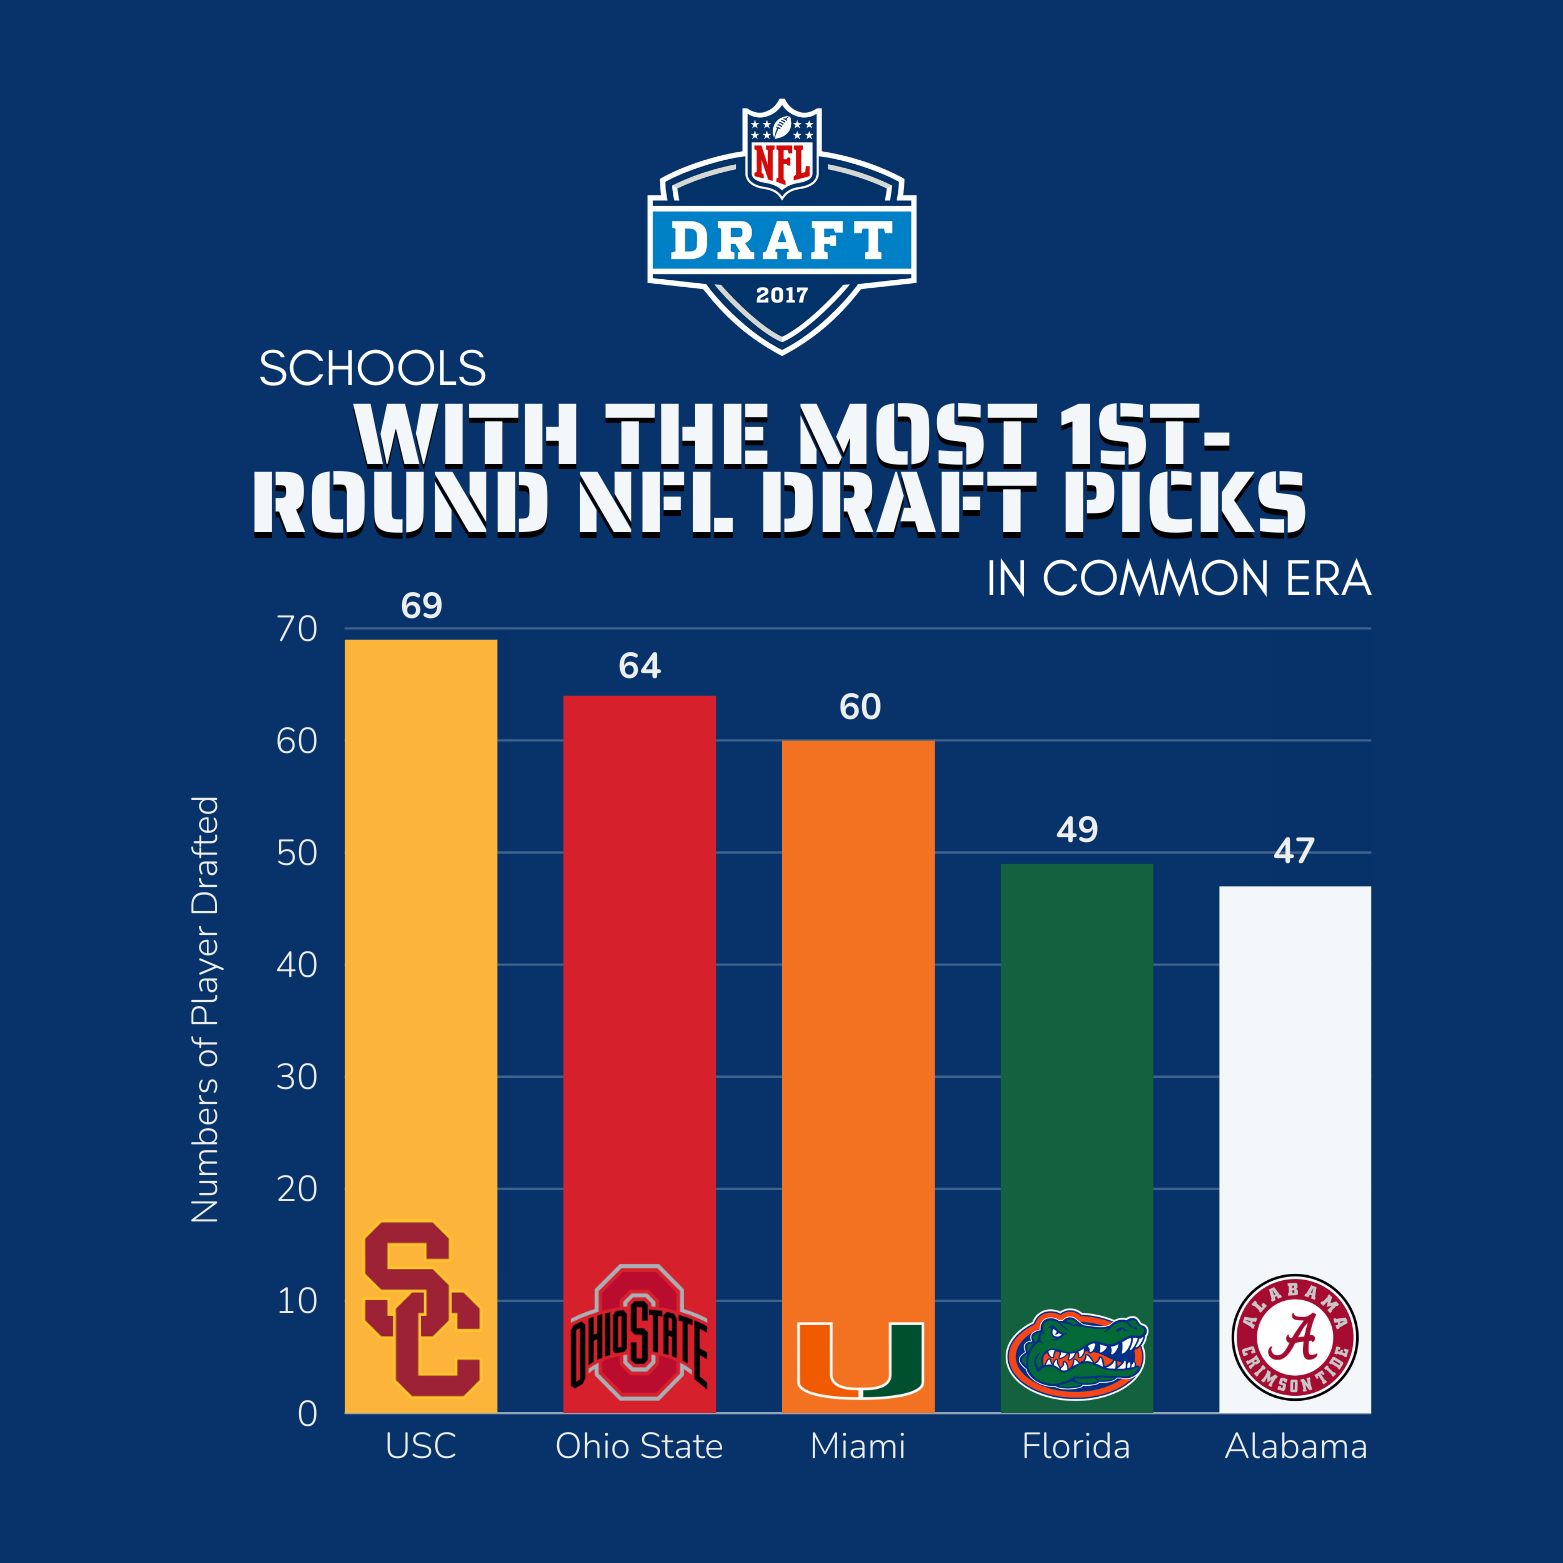 NFL
DRAFT
2017
SCHOOLS
WITH THE MOST 1ST-
ROUND NFL DRAFT PICKS
IN COMMON ERA
69
64
60
49
47
70
60
50
40
30
20
10
0
Numbers of Player Drafted
SC
OHIO STATE
U
ALABAMA
A
CRIMSON TIDE
USC
Ohio State
Miami
Florida
Alabama